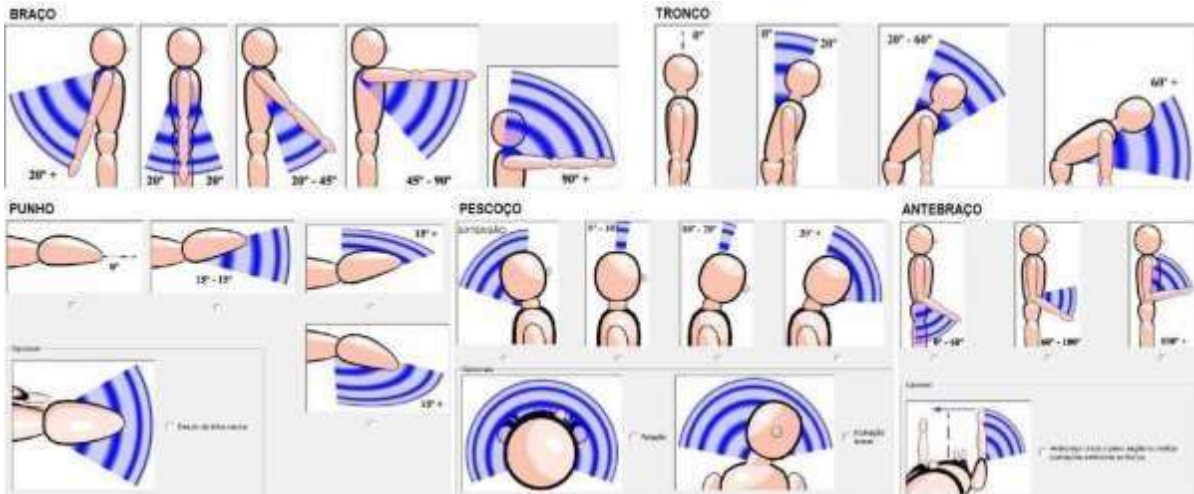 BRAÇO
20° +
20° 20°
20° - 45°
45° - 90°
90° +
TRONCO
0°
0° 20°
20° - 60°
60° +
PUNHO
0°
15° - 15°
15° +
15° +
PESCOÇO
EXTENSÃO
0° - 10°
10° - 20°
20° +
Rotação
ANTEBRAÇO
0° - 60°
60° - 100°
100° +